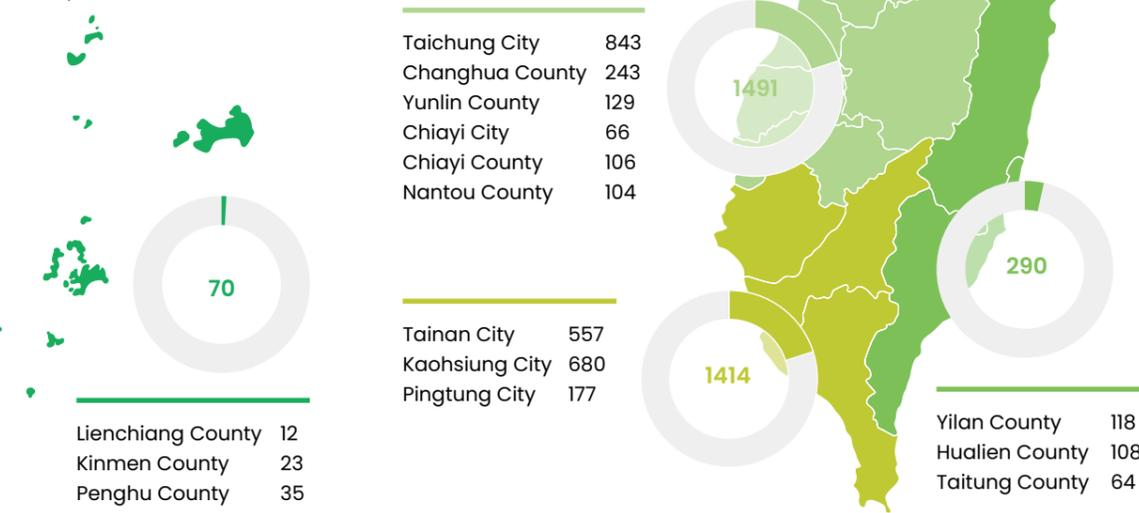 Taichung City 843
Changhua County 243
Yunlin County 129
Chiayi City 66
Chiayi County 106
Nantou County 104
1491
70
290
Tainan City 557
Kaohsiung City 680
Pingtung City 177
1414
Lienchiang County 12
Kinmen County 23
Penghu County 35
Yilan County 118
Hualien County 108
Taitung County 64